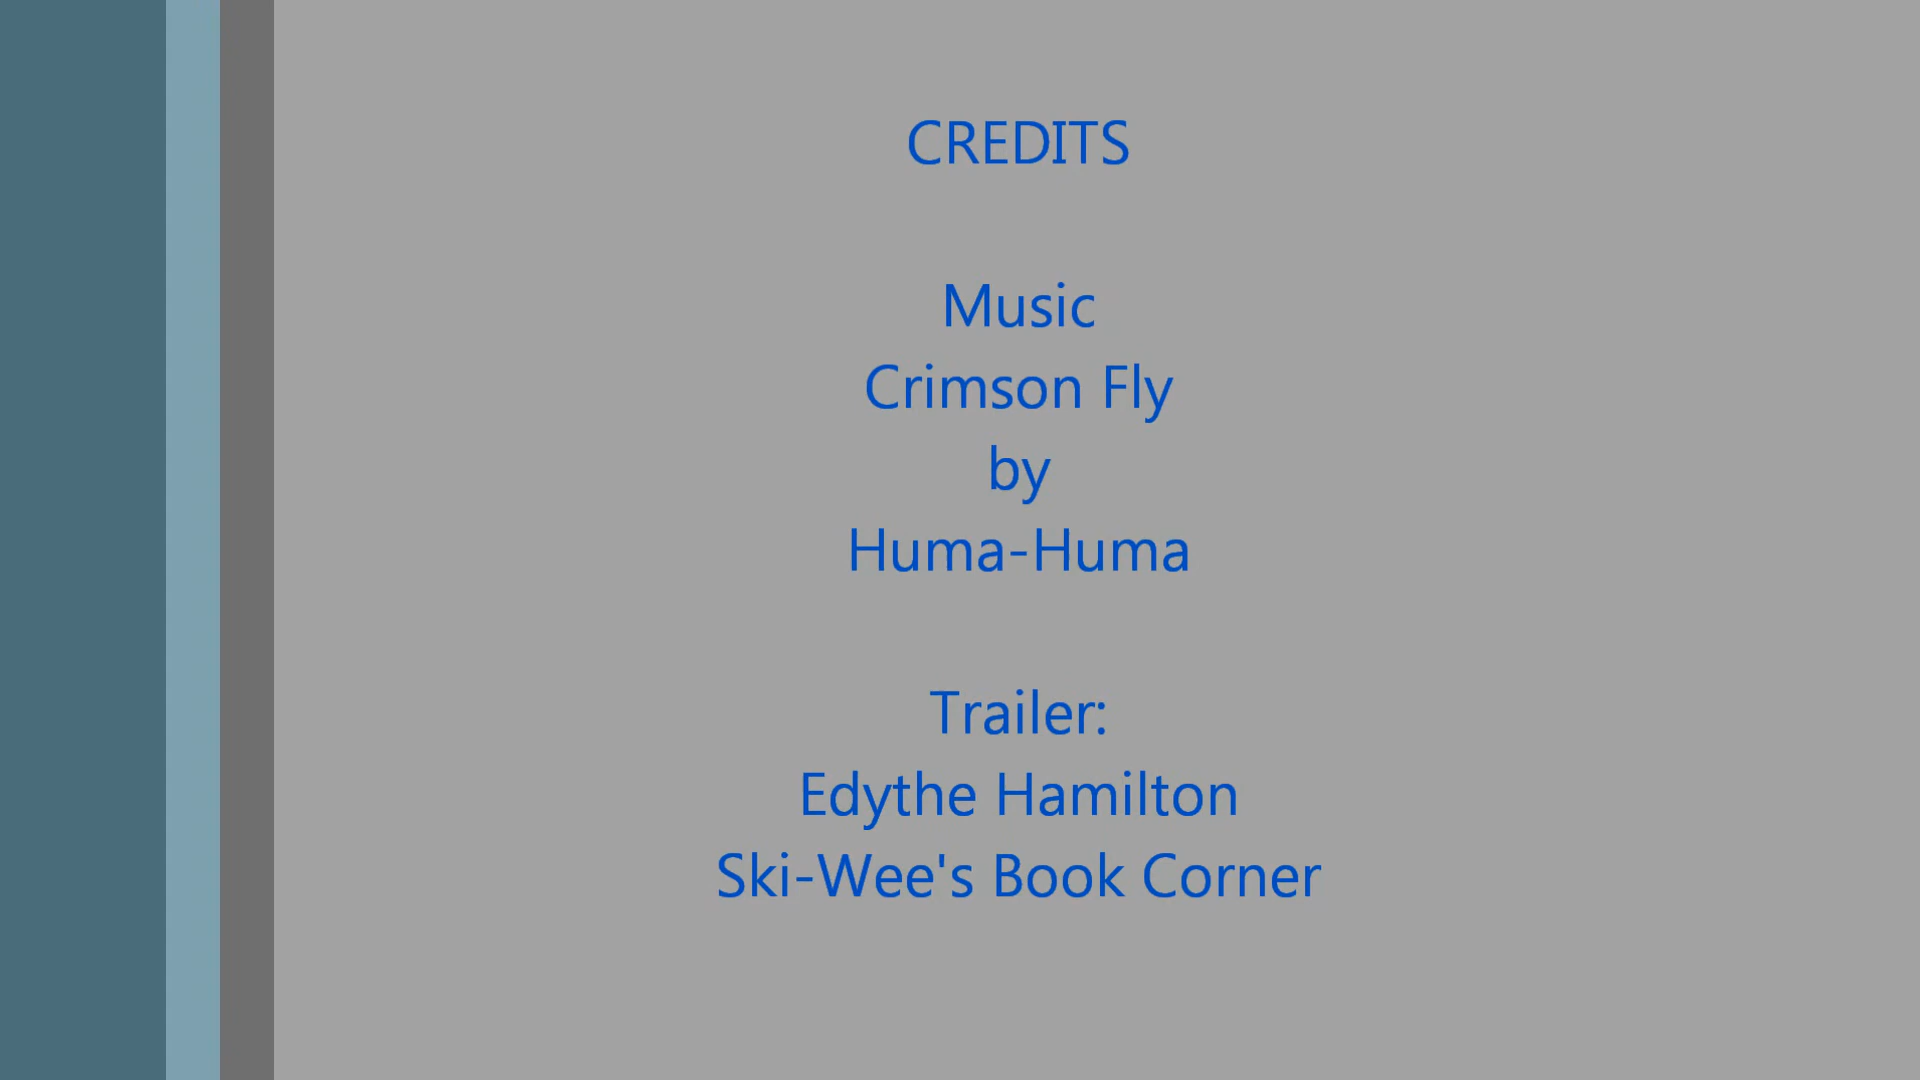 CREDITS
Music
Crimson Fly
by
Huma-Huma
Trailer:
Edythe Hamilton
Ski-Wee's Book Corner